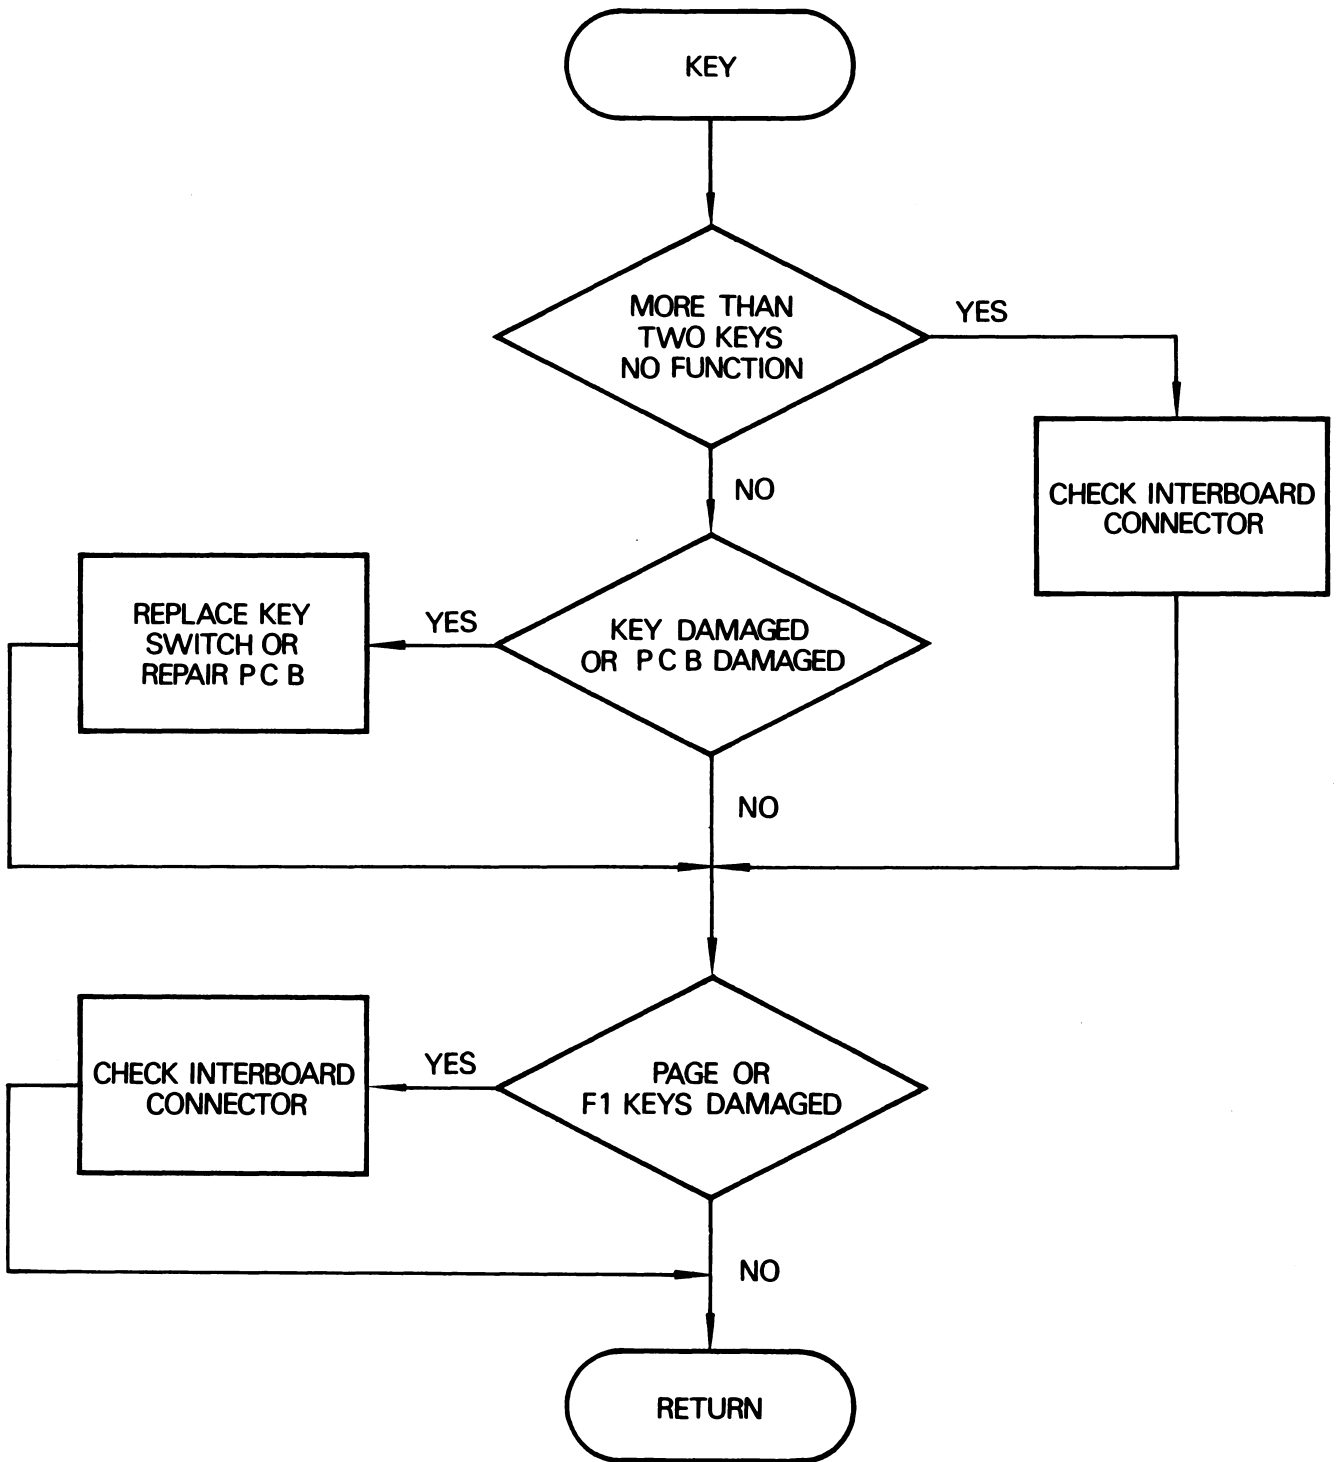 KEY
MORE THAN
TWO KEYS
NO FUNCTION
YES
CHECK INTERBOARD
CONNECTOR
NO
KEY DAMAGED
OR P C B DAMAGED
YES
REPLACE KEY
SWITCH OR
REPAIR P C B
NO
PAGE OR
F1 KEYS DAMAGED
YES
CHECK INTERBOARD
CONNECTOR
NO
RETURN